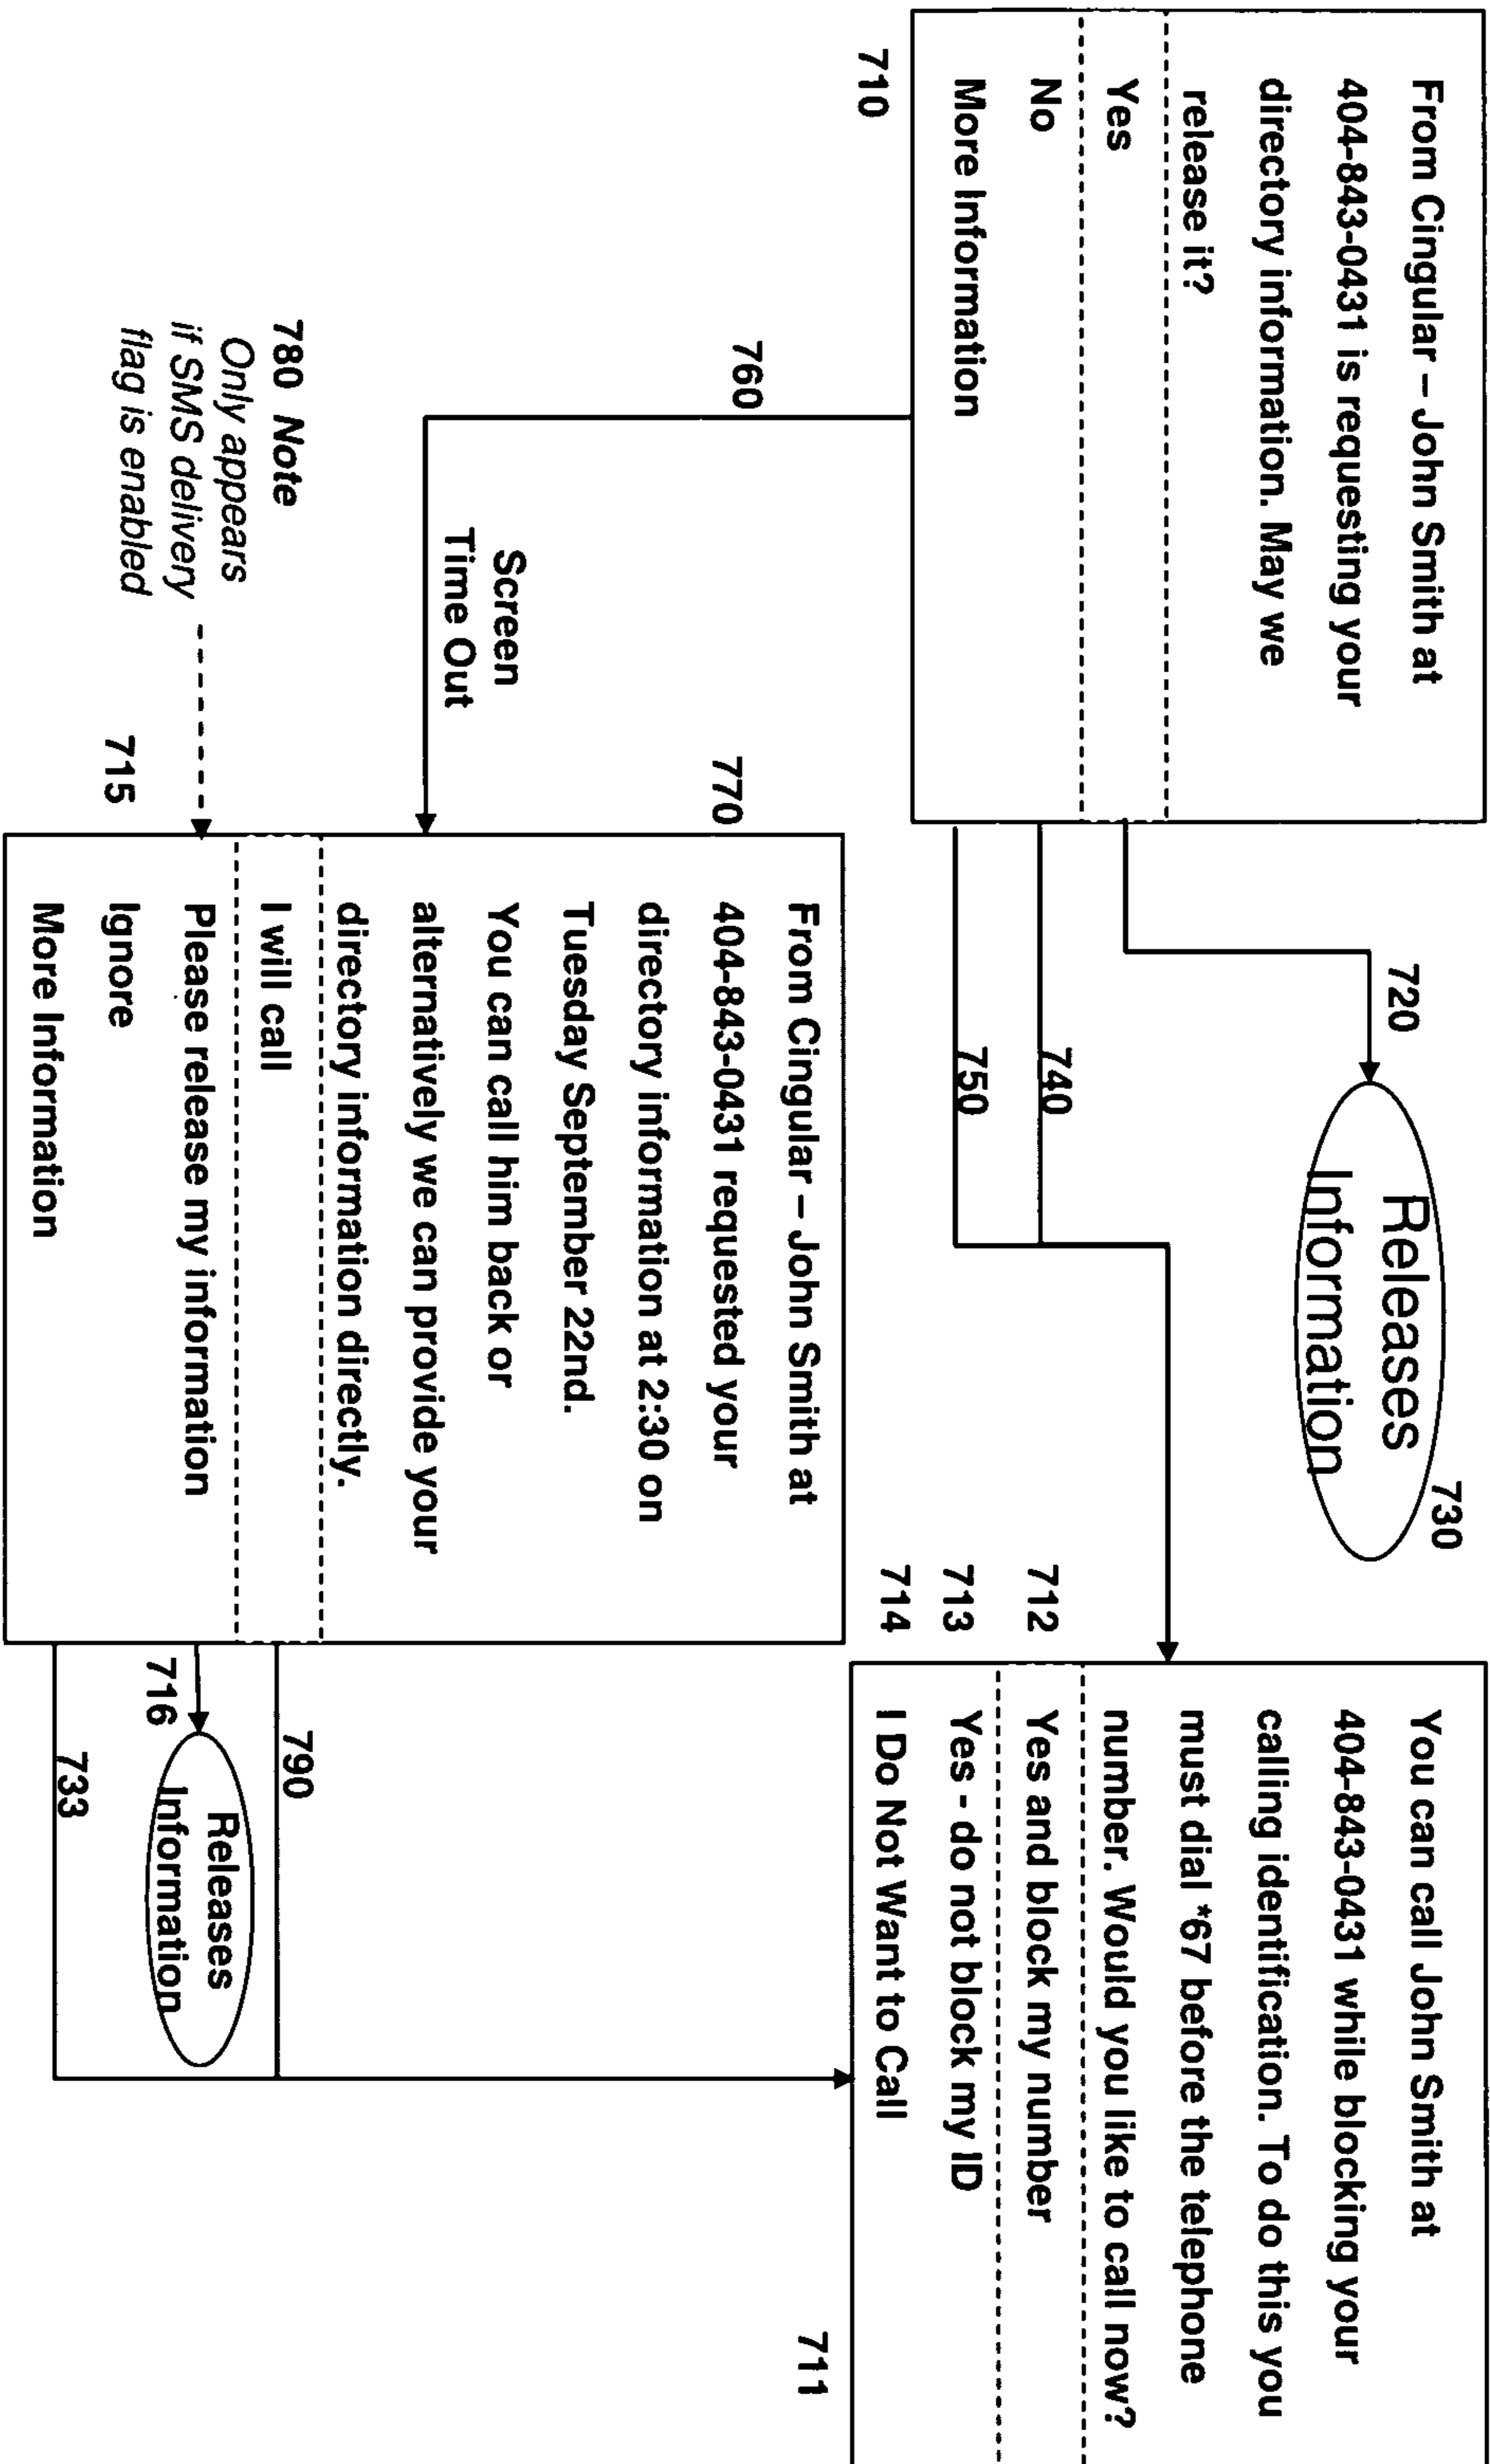 From Cingular – John Smith at
404-843-0431 is requesting your
directory information. May we
release it?
Yes
No
More Information
710
720
Releases
Information
730
740
750
You can call John Smith at
404-843-0431 while blocking your
calling identification. To do this you
must dial *67 before the telephone
number. Would you like to call now?
Yes and block my number
Yes - do not block my ID
I Do Not Want to Call
712
713
714
711
760
Screen
Time Out
770
From Cingular – John Smith at
404-843-0431 requested your
directory information at 2:30 on
Tuesday September 22nd.
You can call him back or
alternatively we can provide your
directory information directly.
I will call
Please release my information
Ignore
More Information
780 Note
Only appears
if SMS delivery
flag is enabled
715
790
Releases
Information
716
733